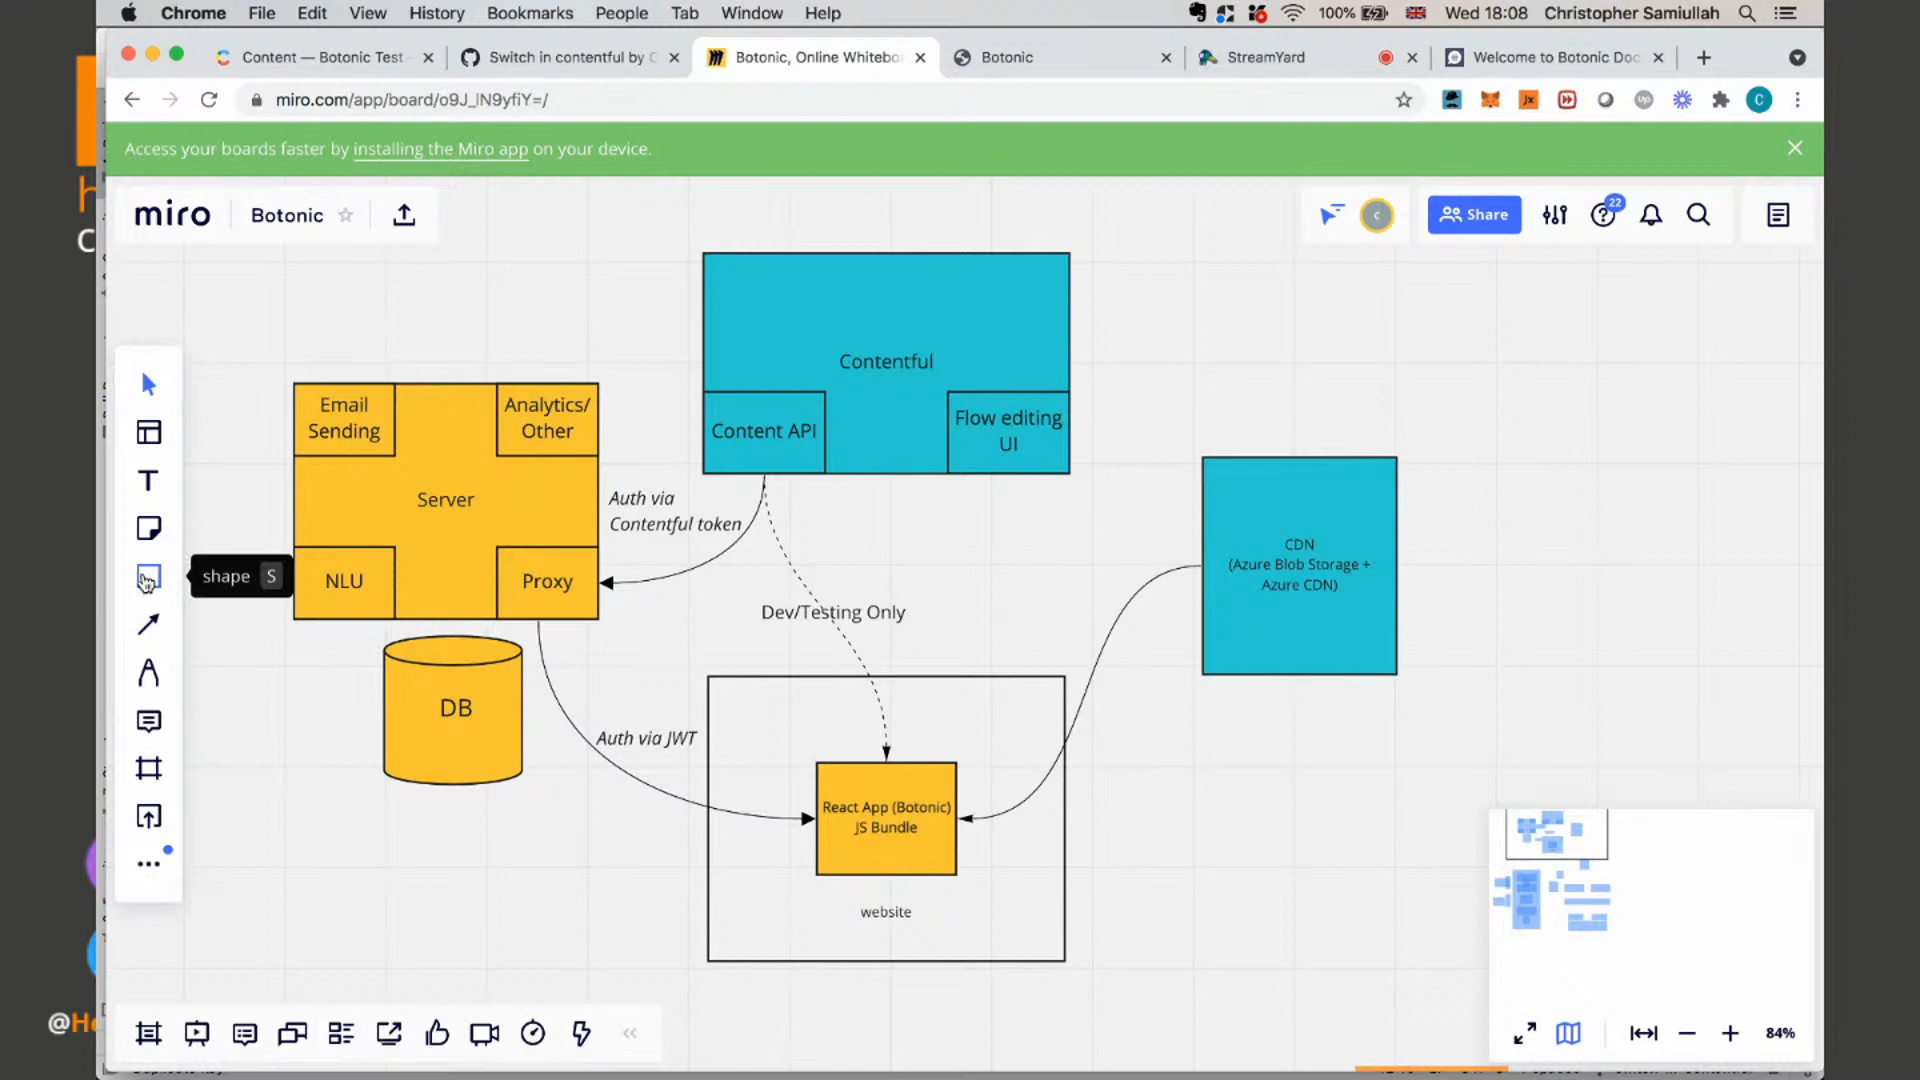 Chrome File Edit View History Bookmarks People Tab Window Help
100% Wed 18:08 Christopher Samiullah
Content — Botonic Test
Switch in contentful by C
Botonic, Online Whitebo
Botonic
StreamYard
Welcome to Botonic Doc
miro.com/app/board/o9J_lN9yfiY=/
Access your boards faster by installing the Miro app on your device.
miro
Botonic
Share
22
Contentful
Content API
Flow editing
UI
Email
Sending
Analytics/
Other
Server
NLU
Proxy
shape S
DB
Auth via
Contentful token
Dev/Testing Only
Auth via JWT
CDN
(Azure Blob Storage +
Azure CDN)
React App (Botonic)
JS Bundle
website
84%